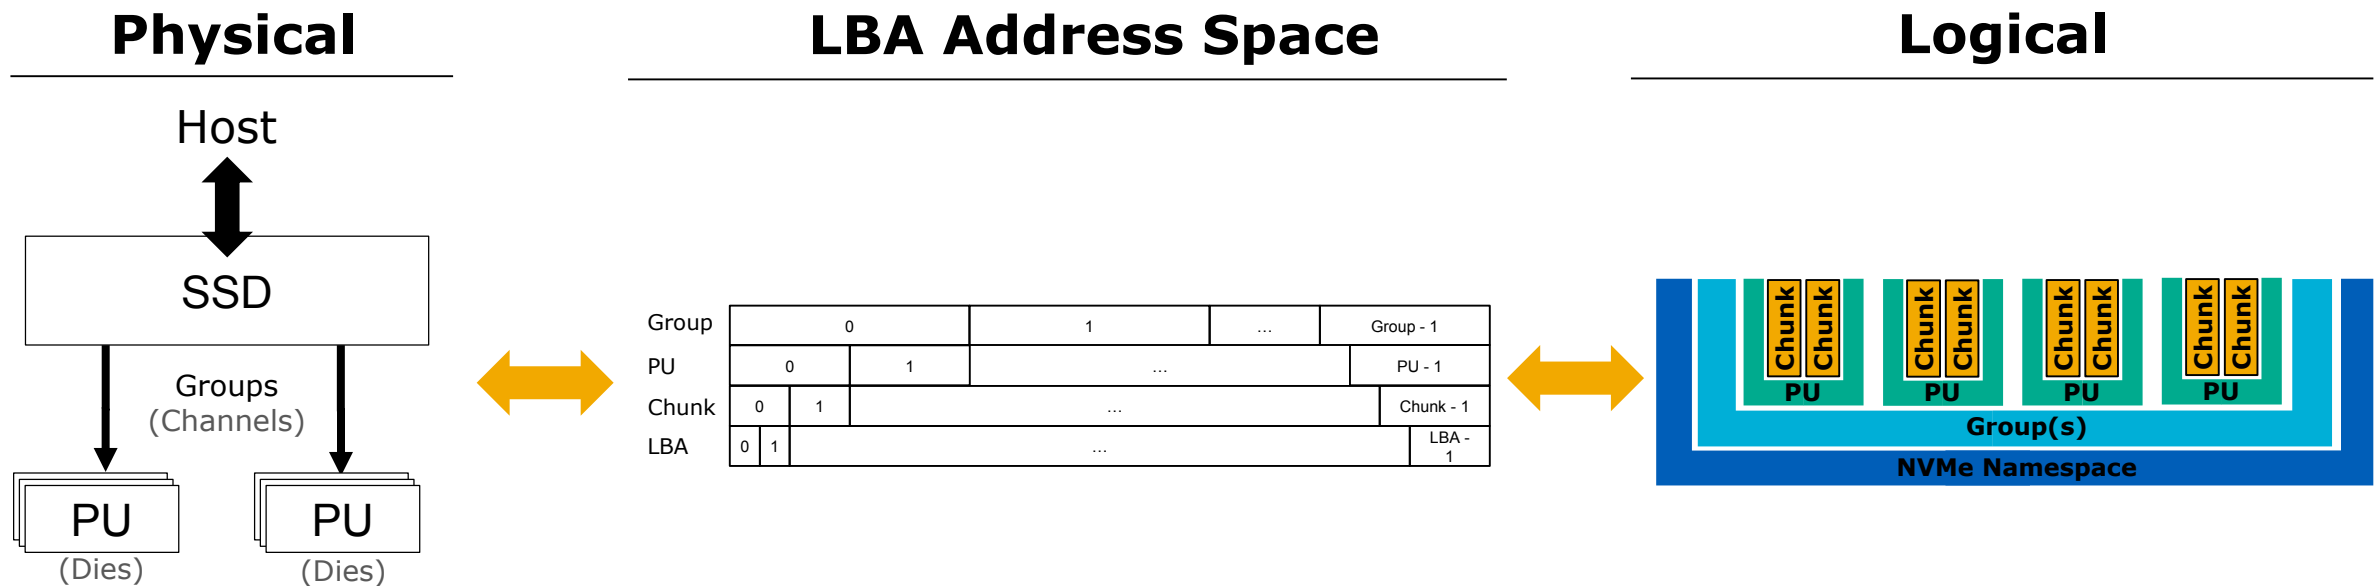 Physical
Host
SSD
Groups
(Channels)
PU
(Dies)
PU
(Dies)
LBA Address Space
Group 0 1 ... Group - 1
PU 0 1 ... PU - 1
Chunk 0 1 ... Chunk - 1
LBA 0 1 ... LBA -
1
Logical
Chunk Chunk Chunk Chunk Chunk Chunk Chunk Chunk
PU PU PU PU
Group(s)
NVMe Namespace